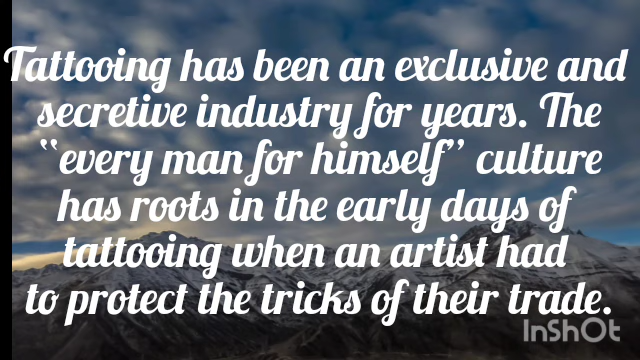 Tattooing has been an exclusive and
secretive industry for years. The
“every man for himself” culture
has roots in the early days of
tattooing when an artist had
to protect the tricks of their trade.
InShOt